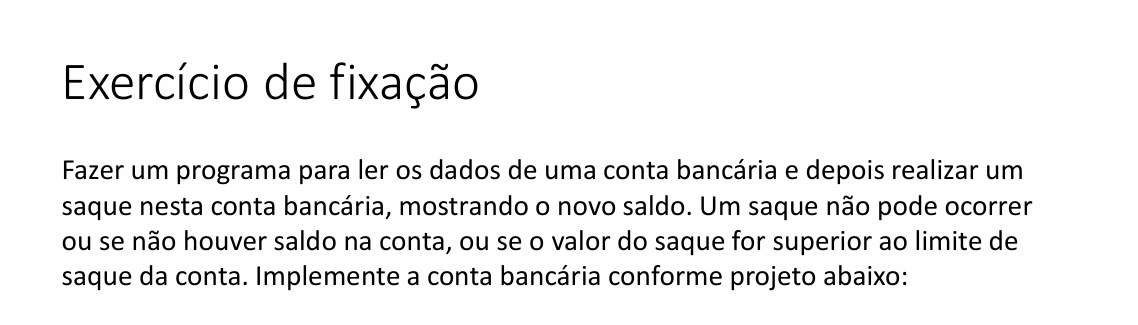 Exercício de fixação
Fazer um programa para ler os dados de uma conta bancária e depois realizar um
saque nesta conta bancária, mostrando o novo saldo. Um saque não pode ocorrer
ou se não houver saldo na conta, ou se o valor do saque for superior ao limite de
saque da conta. Implemente a conta bancária conforme projeto abaixo: